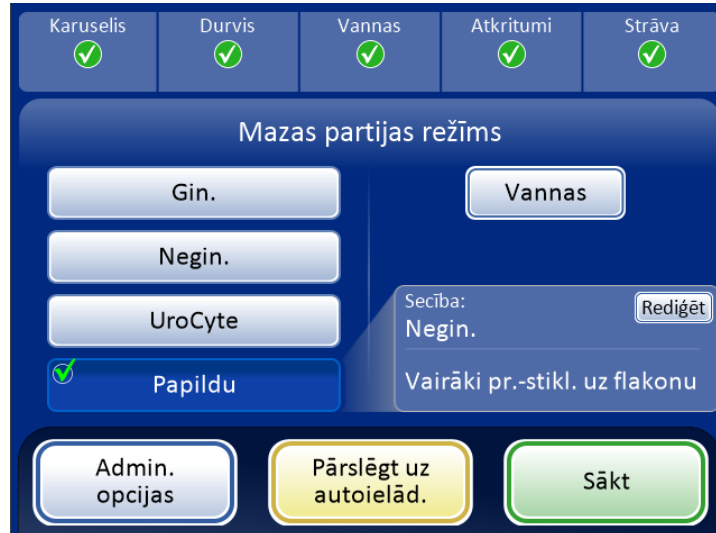 Karuselis
Durvis
Vannas
Atkritumi
Strāva
Mazas partijas režīms
Gin.
Negin.
UroCyte
Papildu
Vannas
Secība:
Negin.
Rediģēt
Vairāki pr.-stikl. uz flakonu
Admin.
opcijas
Pārslēgt uz
autoielād.
Sākt